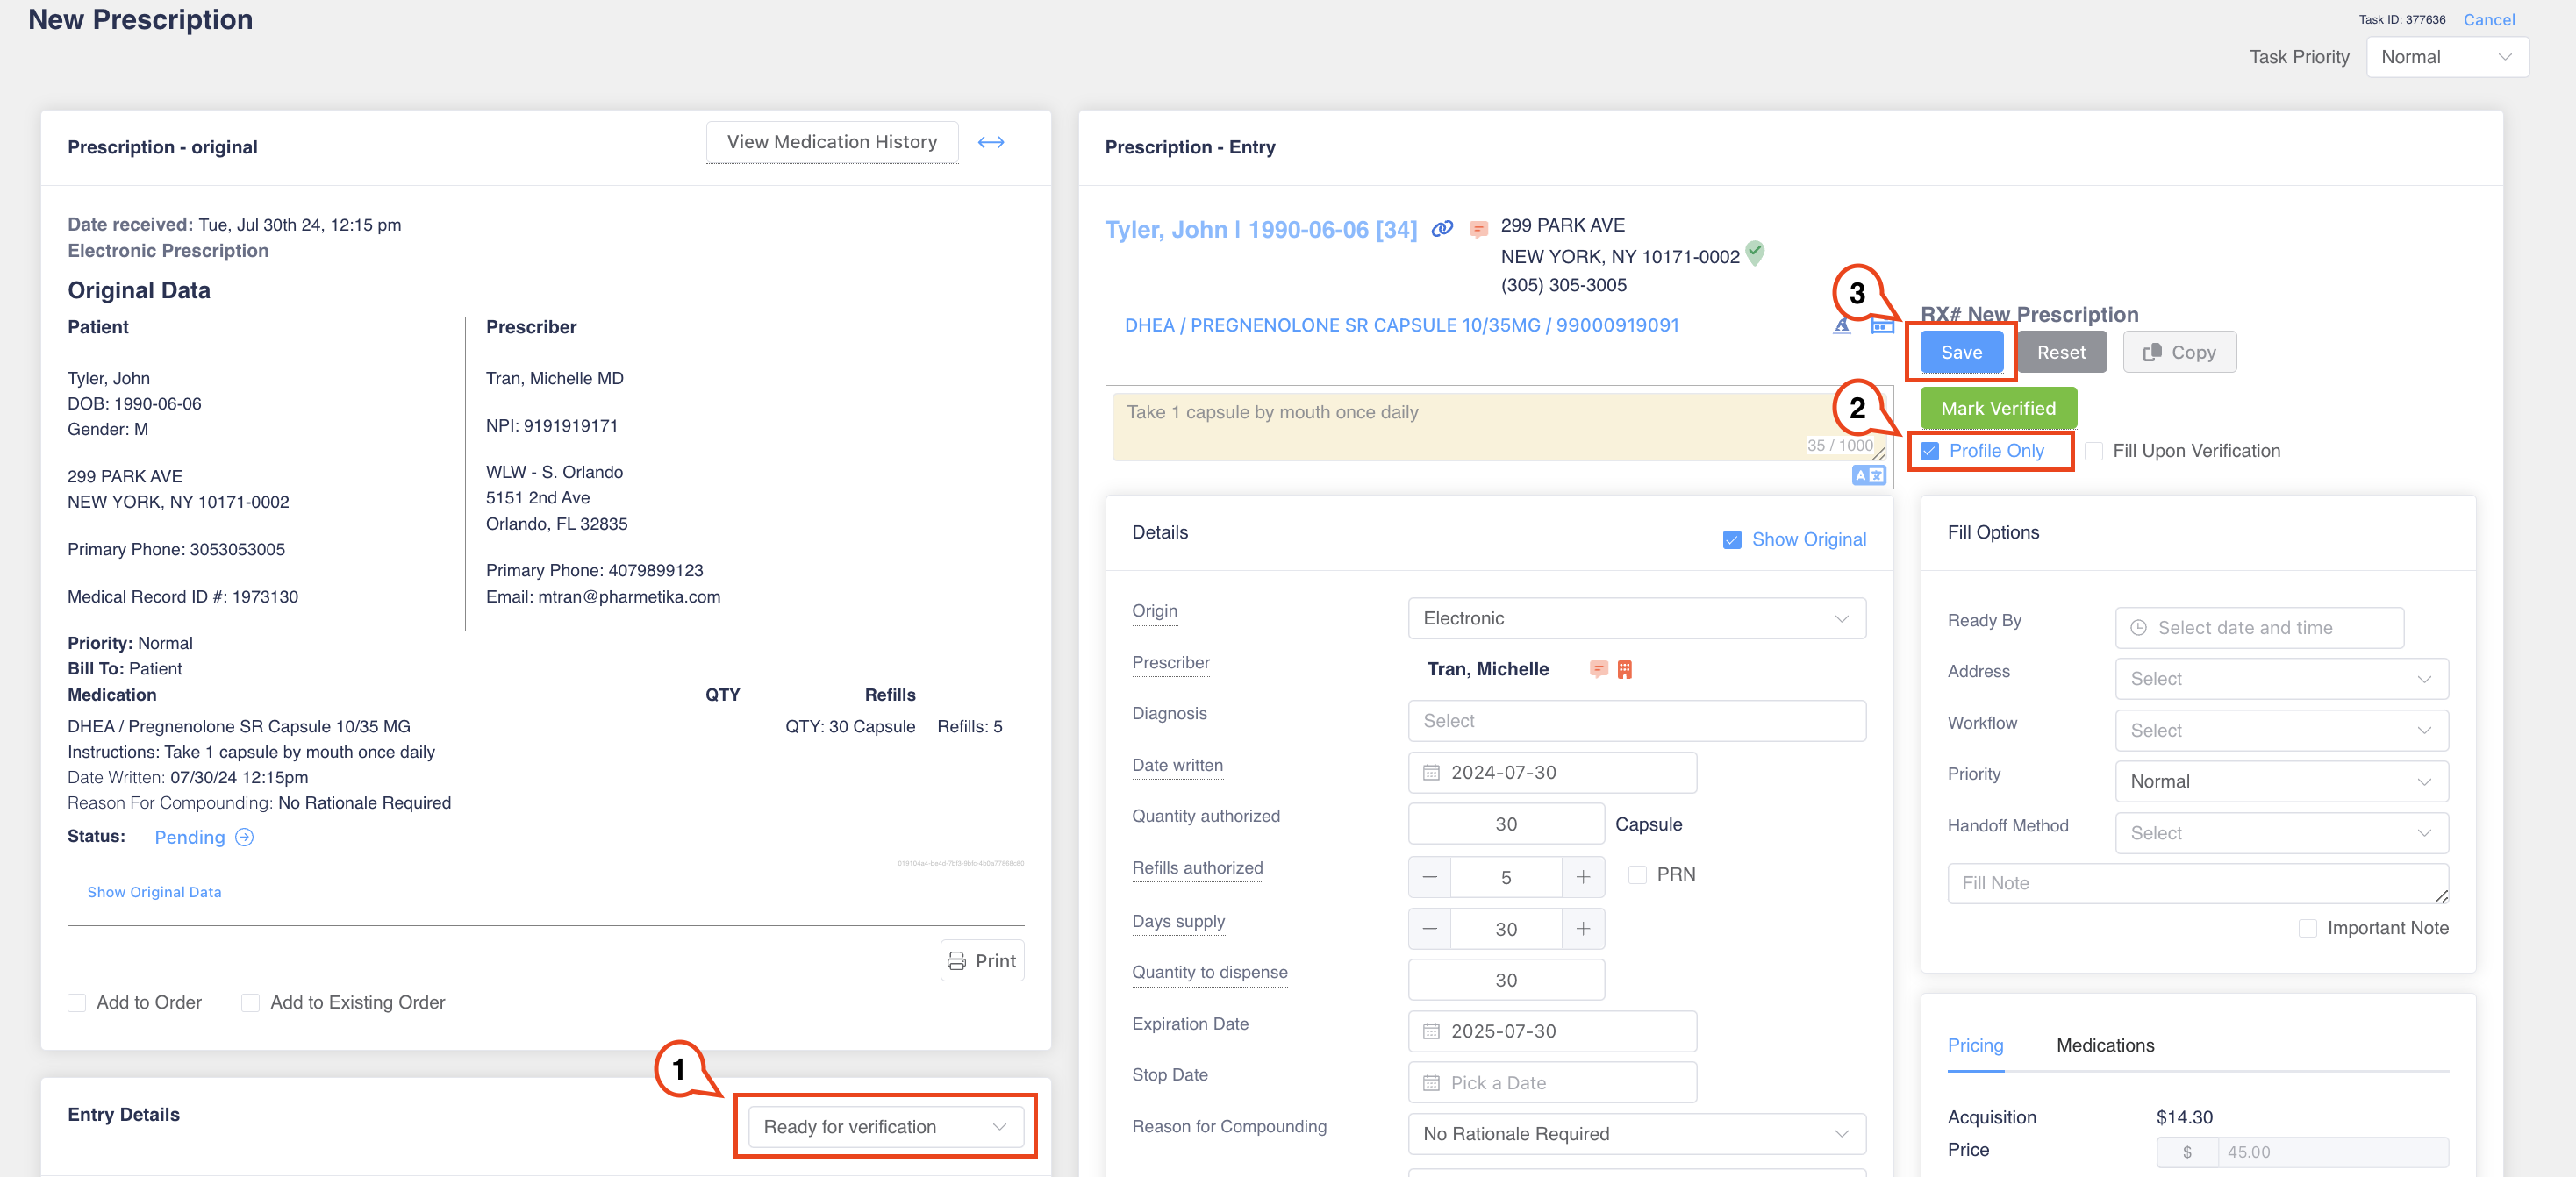 New Prescription
Task ID: 377636 Cancel
Task Priority Normal
Prescription - original
View Medication History
Date received: Tue, Jul 30th 24, 12:15 pm
Electronic Prescription
Original Data
Patient
Tyler, John
DOB: 1990-06-06
Gender: M
299 PARK AVE
NEW YORK, NY 10171-0002
Primary Phone: 3053053005
Medical Record ID #: 1973130
Prescriber
Tran, Michelle MD
NPI: 9191919171
WLW - S. Orlando
5151 2nd Ave
Orlando, FL 32835
Primary Phone: 4079899123
Email: mtran@pharmetika.com
Priority: Normal
Bill To: Patient
Medication QTY Refills
DHEA / Pregnenolone SR Capsule 10/35 MG QTY: 30 Capsule Refills: 5
Instructions: Take 1 capsule by mouth once daily
Date Written: 07/30/24 12:15pm
Reason For Compounding: No Rationale Required
Status: Pending
Show Original Data
Print
Add to Order Add to Existing Order
1
Entry Details
Ready for verification
Prescription - Entry
Tyler, John | 1990-06-06 [34]
299 PARK AVE
NEW YORK, NY 10171-0002
(305) 305-3005
DHEA / PREGNENOLONE SR CAPSULE 10/35MG / 99000919091
3
RX# New Prescription
Save Reset Copy
Take 1 capsule by mouth once daily
35 / 1000
2
Mark Verified
Profile Only Fill Upon Verification
Details
Show Original
Origin Electronic
Prescriber Tran, Michelle
Diagnosis Select
Date written 2024-07-30
Quantity authorized 30 Capsule
Refills authorized 5 PRN
Days supply 30
Quantity to dispense 30
Expiration Date 2025-07-30
Stop Date Pick a Date
Reason for Compounding No Rationale Required
Fill Options
Ready By Select date and time
Address Select
Workflow Select
Priority Normal
Handoff Method Select
Fill Note
Important Note
Pricing Medications
Acquisition $14.30
Price $ 45.00